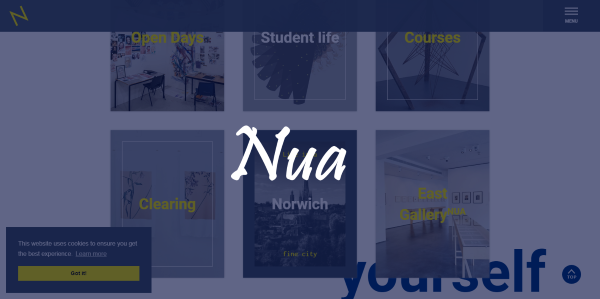 N
MENU
Open Days
Student life
Courses
Nua
Clearing
Norwich
fine city
East
GalleryNUA
This website uses cookies to ensure you get
the best experience. Learn more
Got it!
yourself
TOP